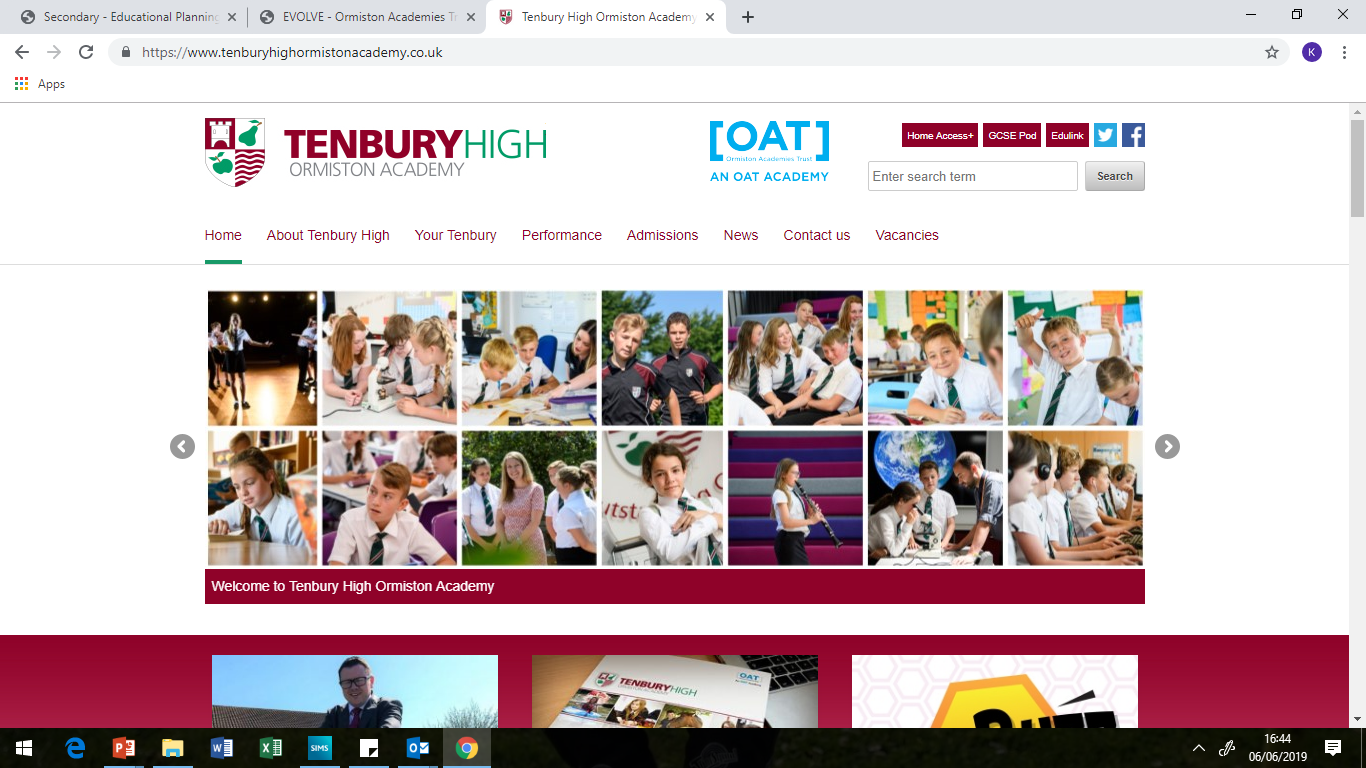 Secondary - Educational Planning
EVOLVE - Ormiston Academies Tr
Tenbury High Ormiston Academy
https://www.tenburyhighormistonacademy.co.uk
K
Apps
TENBURYHIGH
ORMISTON ACADEMY
[OAT]
Ormiston Academies Trust
AN OAT ACADEMY
Home Access+ GCSE Pod Edulink
Enter search term Search
Home About Tenbury High Your Tenbury Performance Admissions News Contact us Vacancies
Welcome to Tenbury High Ormiston Academy
TENBURYHIGH
ORMISTON ACADEMY
OAT
SIMS
16:44
06/06/2019